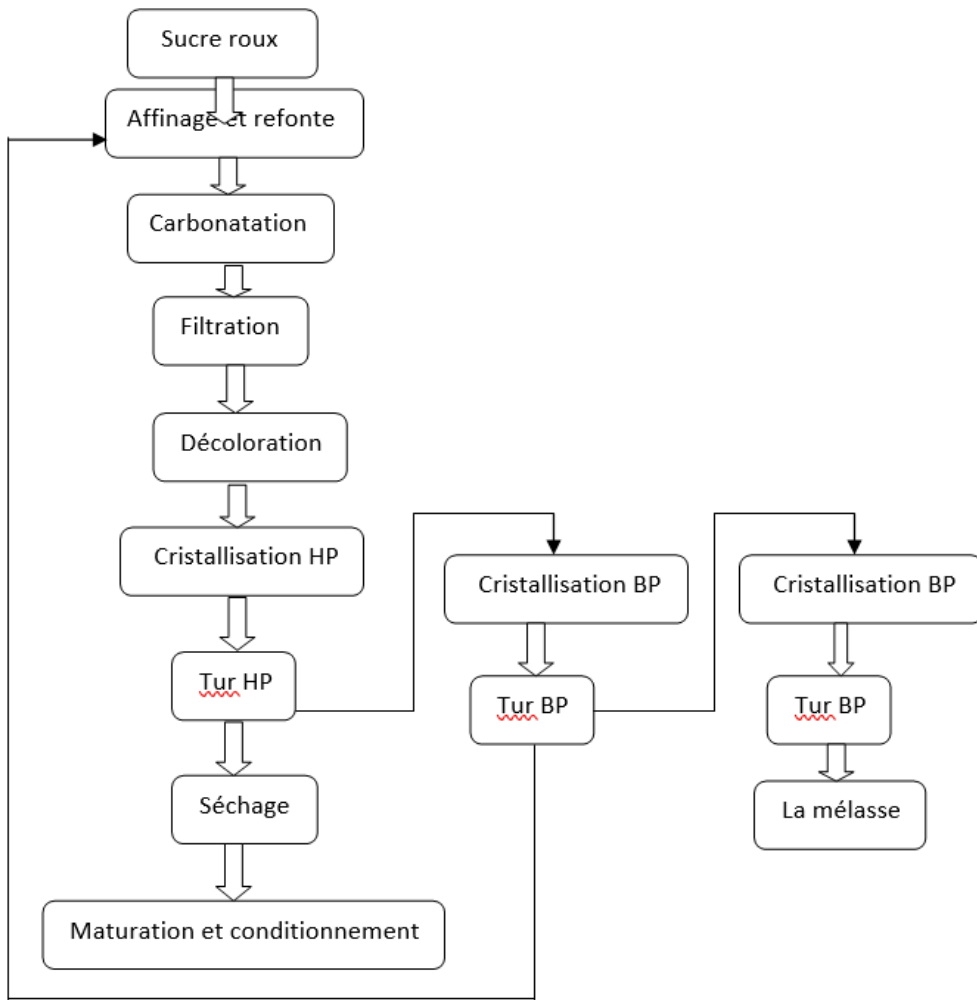 Sucre roux
Affinage et refonte
Carbonatation
Filtration
Décoloration
Cristallisation HP
Tur HP
Séchage
Maturation et conditionnement
Cristallisation BP
Tur BP
Cristallisation BP
Tur BP
La mélasse